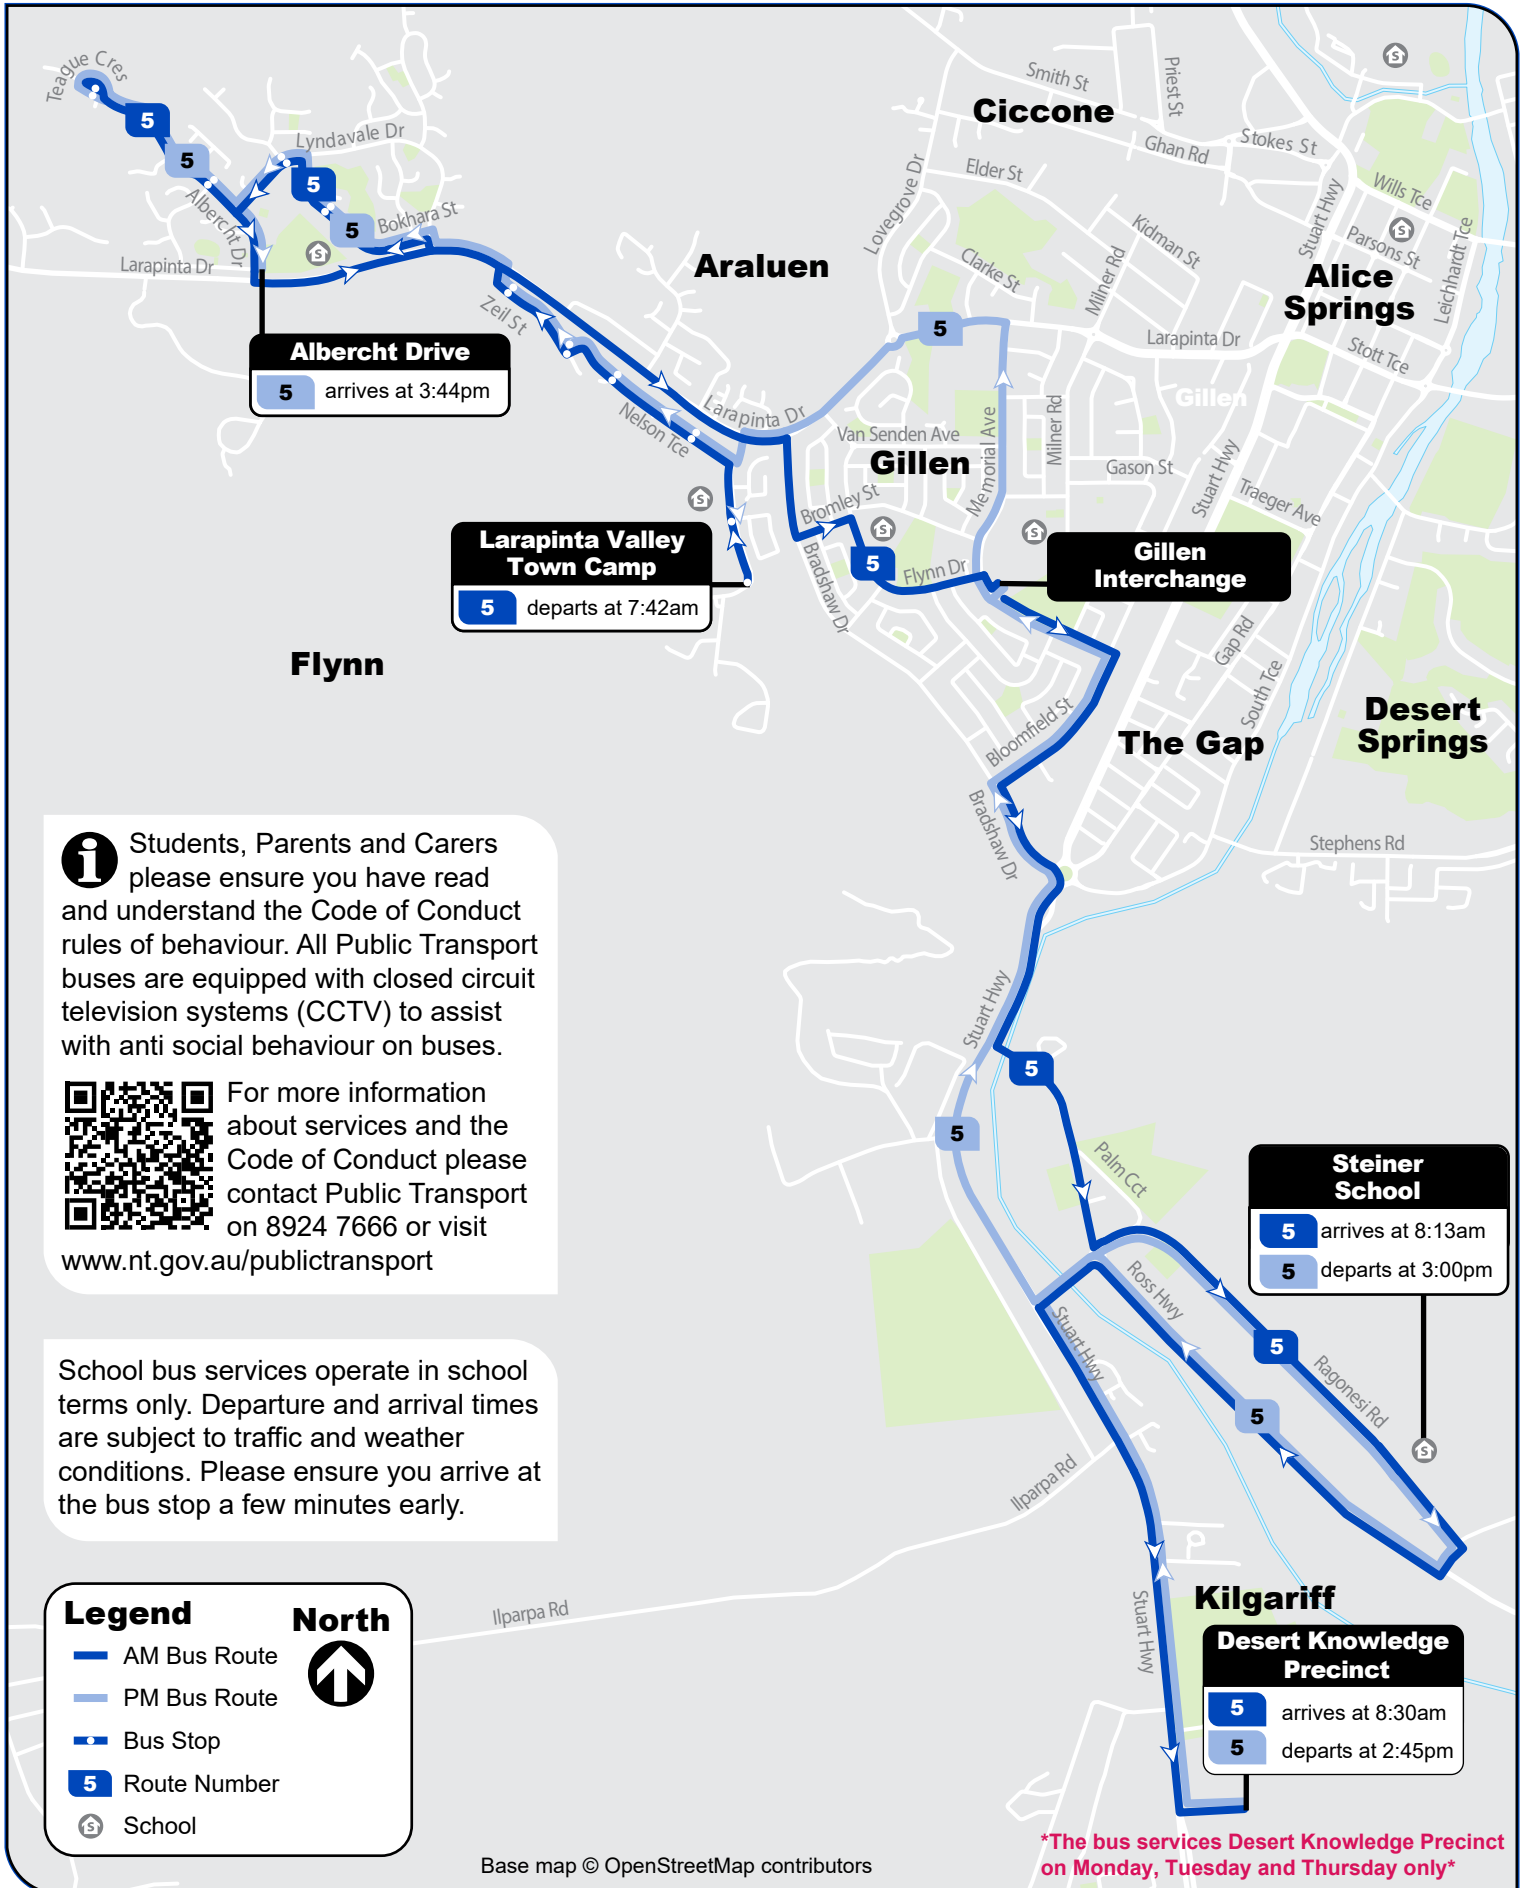 Teague Cres
5
5
Lyndavale Dr
5
Albercht Dr
5
Bokhara St
Larapinta Dr
Zeil St
Smith St
Priest St
Ciccone
Ghan Rd
Stokes St
Elder St
Lovegrove Dr
Wills Tce
Stuart Hwy
Kidman St
Parsons St
Leichhardt Tce
Clarke St
Milner Rd
Araluen
Alice
Springs
5
Larapinta Dr
Stott Tce
Albercht Drive
5 arrives at 3:44pm
Gillen
Nelson Tce
Larapinta Dr
Van Senden Ave
Memorial Ave
Milner Rd
Gillen
Gason St
Stuart Hwy
Traeger Ave
Bromley St
Larapinta Valley
Town Camp
5 departs at 7:42am
Bradshaw Dr
5
Flynn Dr
Gillen
Interchange
Flynn
Gap Rd
South Tce
Bloomfield St
The Gap
Desert
Springs
Bradshaw Dr
Stephens Rd
Students, Parents and Carers
please ensure you have read
and understand the Code of Conduct
rules of behaviour. All Public Transport
buses are equipped with closed circuit
television systems (CCTV) to assist
with anti social behaviour on buses.
For more information
about services and the
Code of Conduct please
contact Public Transport
on 8924 7666 or visit
www.nt.gov.au/publictransport
Stuart Hwy
5
5
Palm Cct
Steiner
School
5 arrives at 8:13am
5 departs at 3:00pm
Ross Hwy
Stuart Hwy
5
Ragonesi Rd
5
School bus services operate in school
terms only. Departure and arrival times
are subject to traffic and weather
conditions. Please ensure you arrive at
the bus stop a few minutes early.
Ilparpa Rd
Ilparpa Rd
Stuart Hwy
Kilgariff
Desert Knowledge
Precinct
5 arrives at 8:30am
5 departs at 2:45pm
Legend
North
AM Bus Route
PM Bus Route
Bus Stop
5 Route Number
S School
*The bus services Desert Knowledge Precinct
on Monday, Tuesday and Thursday only*
Base map © OpenStreetMap contributors